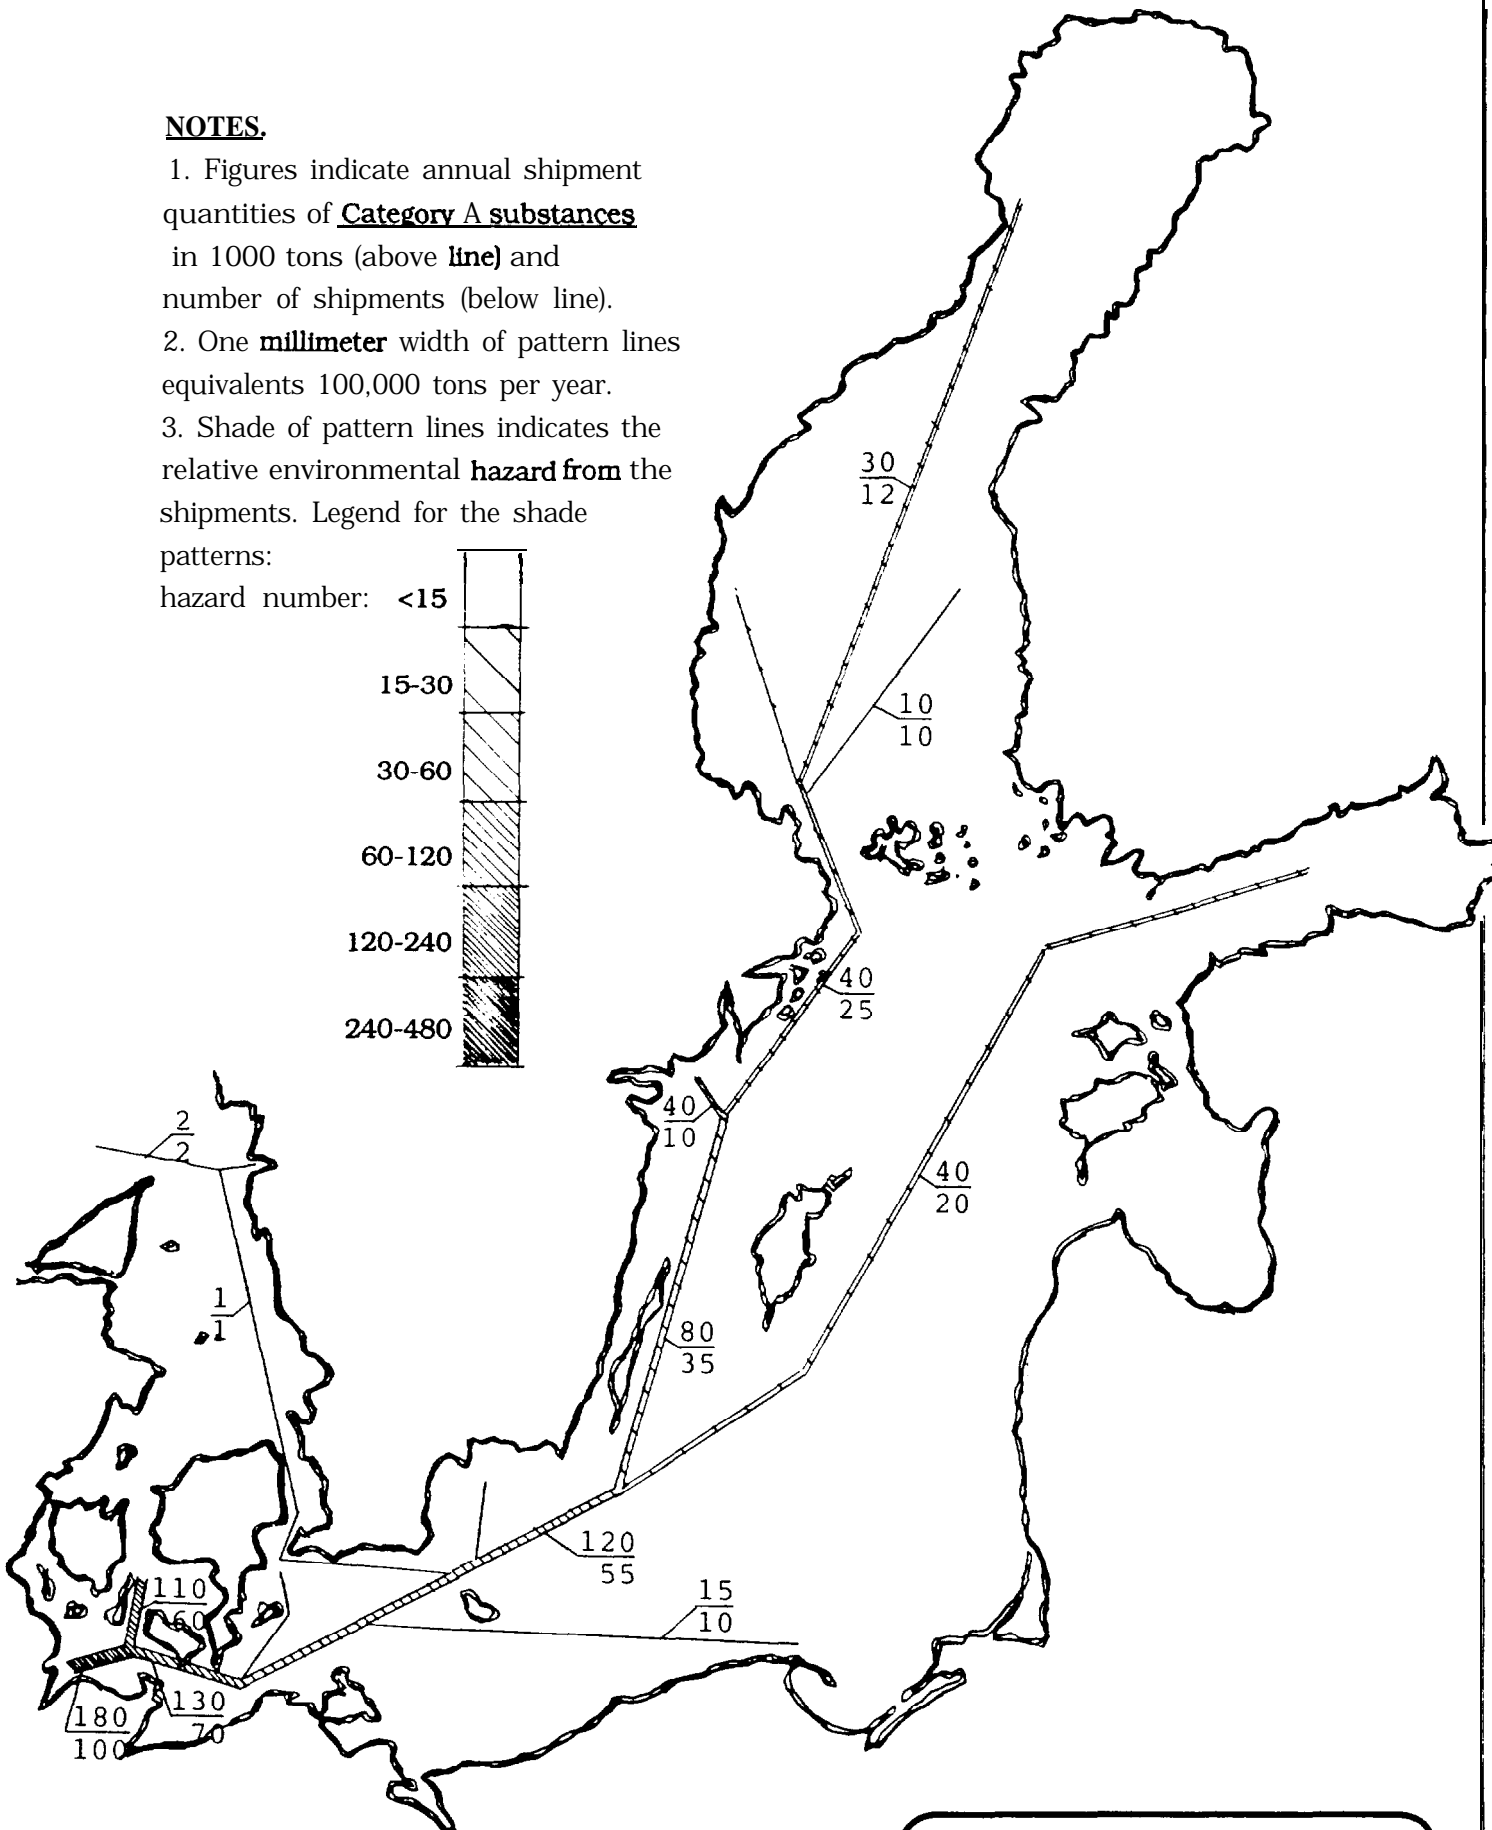 NOTES.
1. Figures indicate annual shipment
quantities of Category A substances
in 1000 tons (above line) and
number of shipments (below line).
2. One millimeter width of pattern lines
equivalents 100,000 tons per year.
3. Shade of pattern lines indicates the
relative environmental hazard from the
shipments. Legend for the shade
patterns:
hazard number: <15
15-30
30-60
60-120
120-240
240-480
30
12
10
10
40
25
40
10
2
2
40
20
1
1
80
35
120
55
110
60
15
10
130
70
180
100